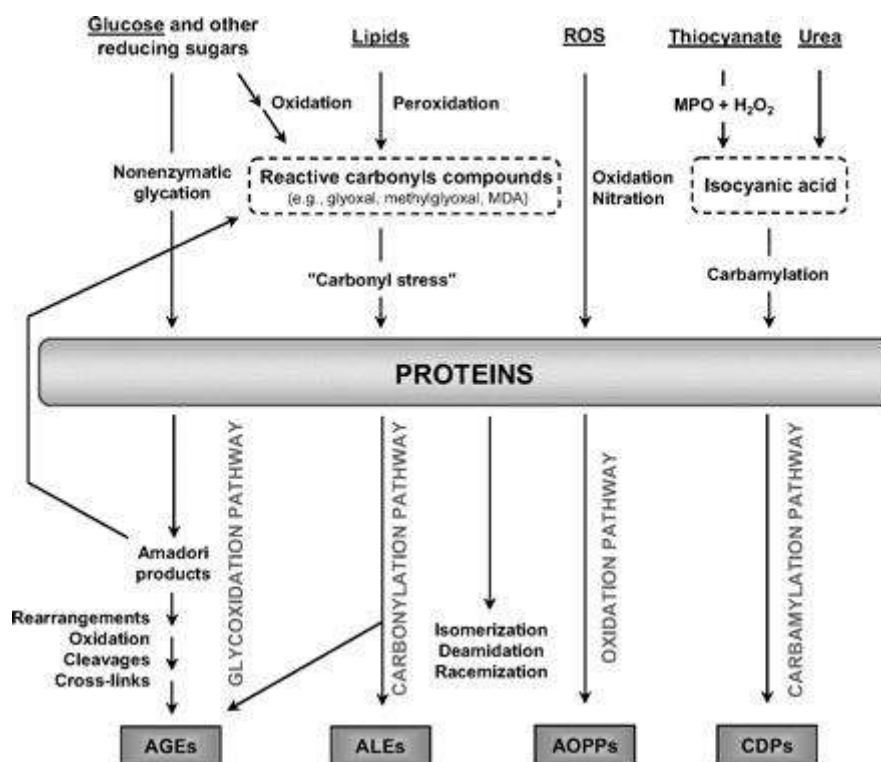 Glucose and other
reducing sugars
Lipids
ROS
Thiocyanate
Urea
Oxidation
Peroxidation
MPO + H₂O₂
Nonenzymatic
glycation
Reactive carbonyls compounds
(e.g., glyoxal, methylglyoxal, MDA)
Oxidation
Nitration
Isocyanic acid
"Carbonyl stress"
Carbamylation
PROTEINS
GLYCOXIDATION PATHWAY
CARBONYLATION PATHWAY
OXIDATION PATHWAY
CARBAMYLATION PATHWAY
Amadori
products
Rearrangements
Oxidation
Cleavages
Cross-links
Isomerization
Deamidation
Racemization
AGEs
ALEs
AOPPs
CDPs